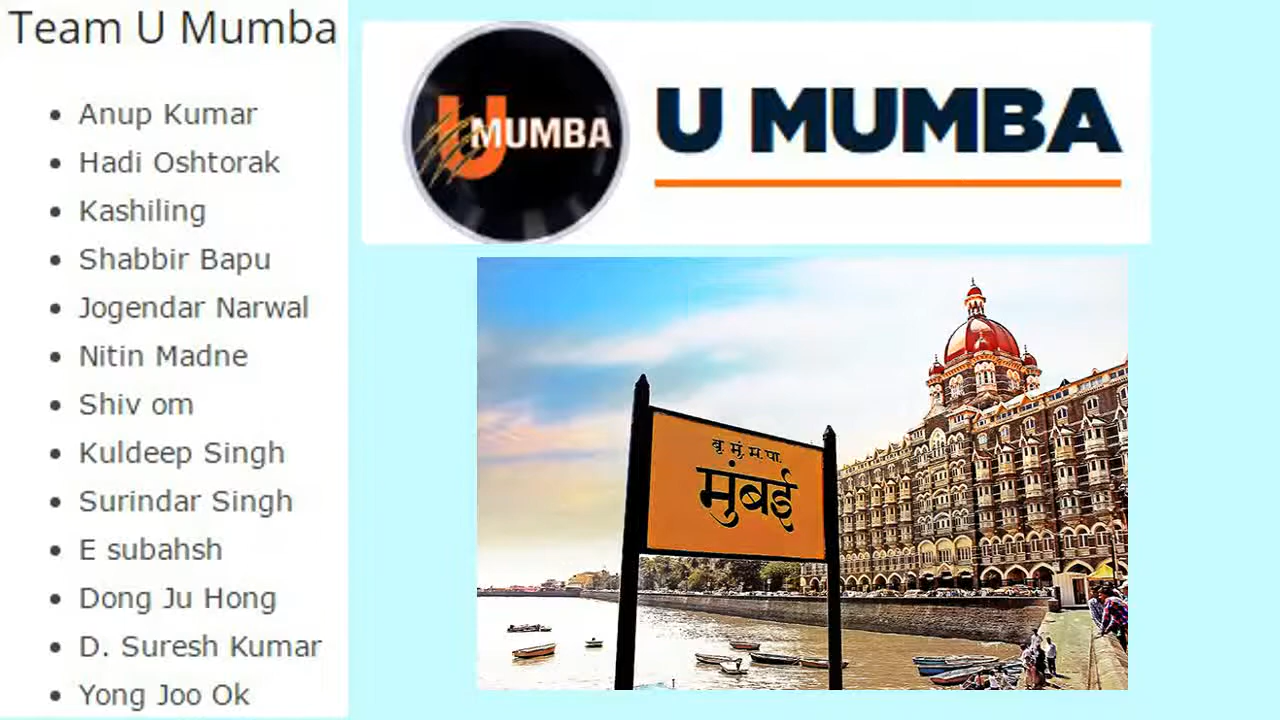 Team U Mumba
Anup Kumar
Hadi Oshtorak
Kashiling
Shabbir Bapu
Jogendar Narwal
Nitin Madne
Shiv om
Kuldeep Singh
Surindar Singh
E subahsh
Dong Ju Hong
D. Suresh Kumar
Yong Joo Ok
U MUMBA
U MUMBA
बृ.मुं.म.पा.
मुंबई